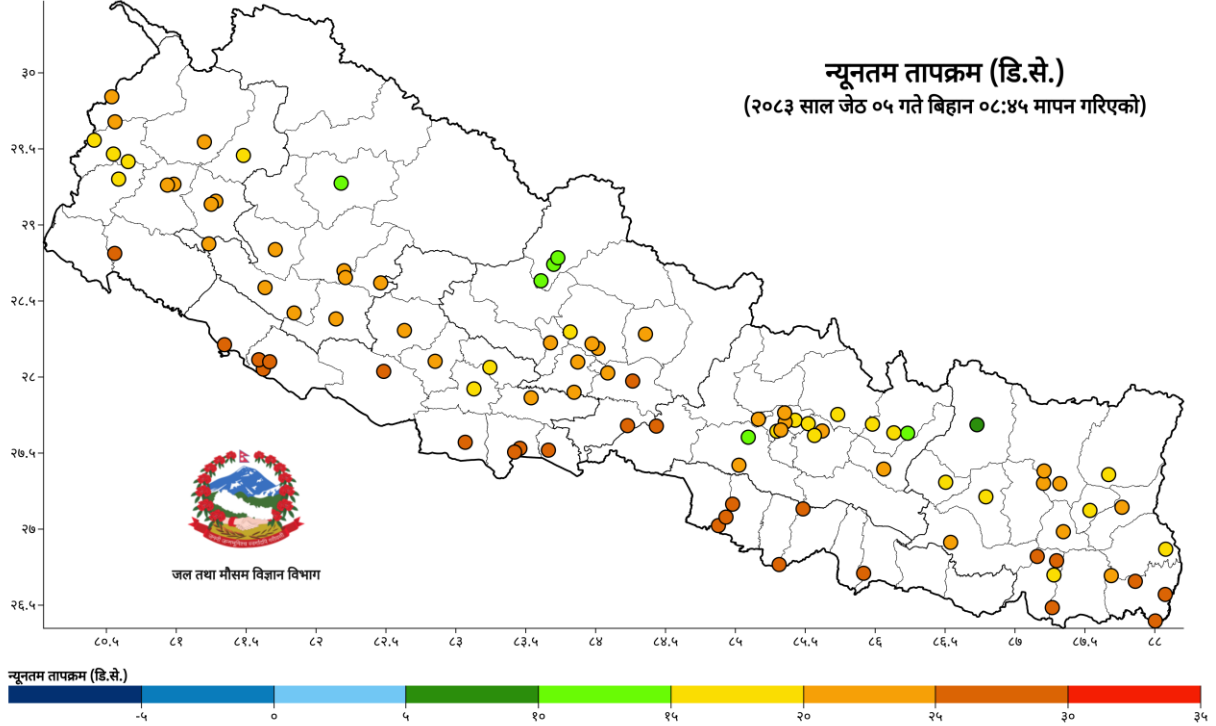 न्यूनतम तापक्रम (डि.से.)
(२०८३ साल जेठ ०५ गते बिहान ०८:४५ मापन गरिएको)
३०
२९.५
२९
२८.५
२८
२७.५
२७
२६.५
जल तथा मौसम विज्ञान विभाग
८०.५ ८१ ८१.५ ८२ ८२.५ ८३ ८३.५ ८४ ८४.५ ८५ ८५.५ ८६ ८६.५ ८७ ८७.५ ८८
न्यूनतम तापक्रम (डि.से.)
-५ ० ५ १० १५ २० २५ ३० ३५